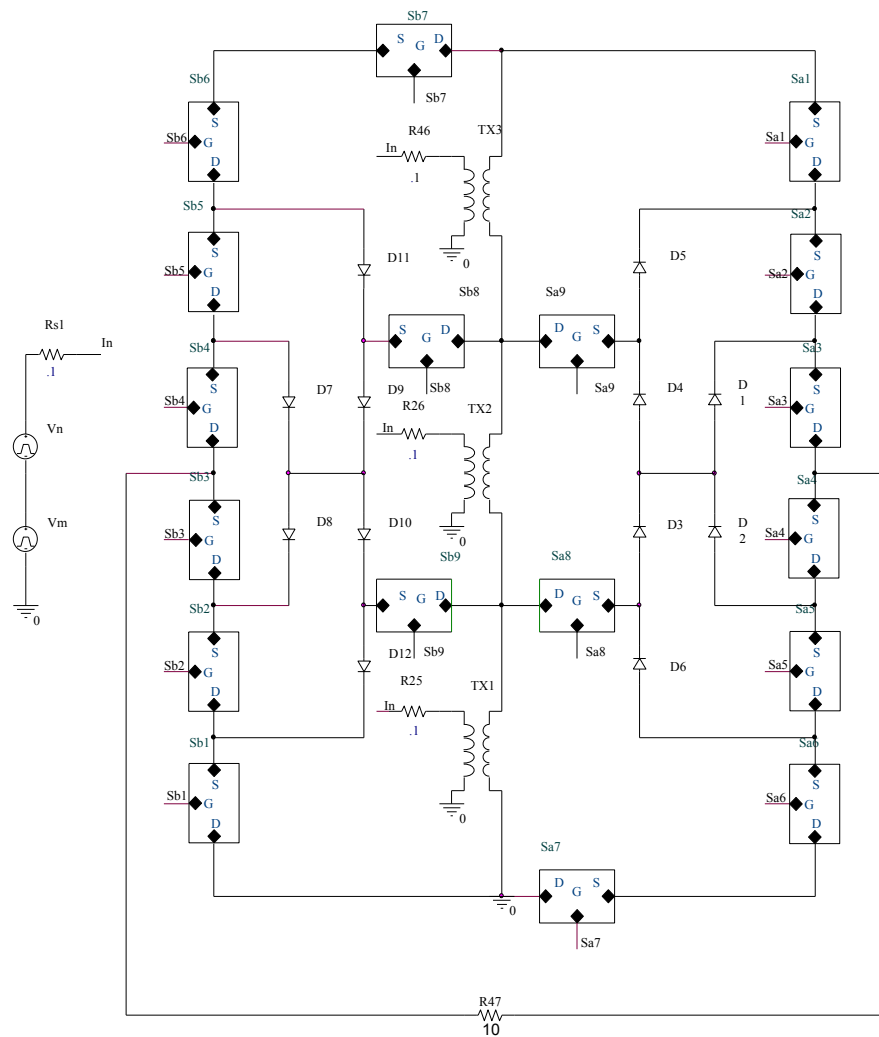 Sb7
S G D
Sb7
Sb6
S
G
D
Sb6
Sa1
S
G
D
Sa1
R46
In
.1
TX3
0
Sb5
S
G
D
Sb5
D11
Sb8
S G D
Sb8
Sa9
D G S
Sa9
D5
Sa2
S
G
D
Sa2
Rs1
In
.1
Vn
Vm
0
Sb4
S
G
D
Sb4
D7
D9
R26
In
.1
TX2
0
D4
D
1
Sa3
S
G
D
Sa3
Sb3
S
G
D
Sb3
D8
D10
Sb9
S G D
Sb9
Sa8
D G S
Sa8
D3
D
2
Sa4
S
G
D
Sa4
Sb2
S
G
D
Sb2
D12
R25
In
.1
TX1
0
D6
Sa5
S
G
D
Sa5
Sb1
S
G
D
Sb1
Sa6
S
G
D
Sa6
Sa7
D G S
Sa7
0
R47
10